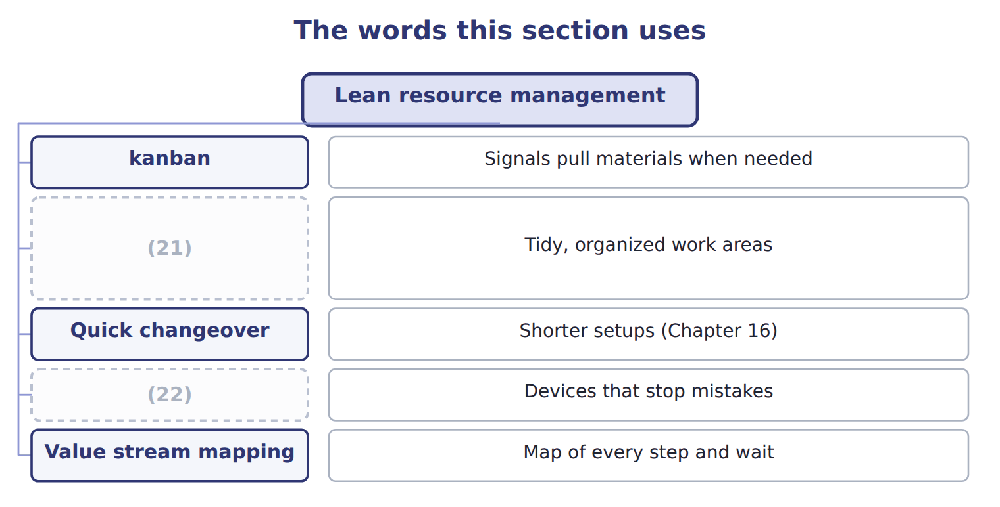 The words this section uses
Lean resource management
kanban
Signals pull materials when needed
(21)
Tidy, organized work areas
Quick changeover
Shorter setups (Chapter 16)
(22)
Devices that stop mistakes
Value stream mapping
Map of every step and wait